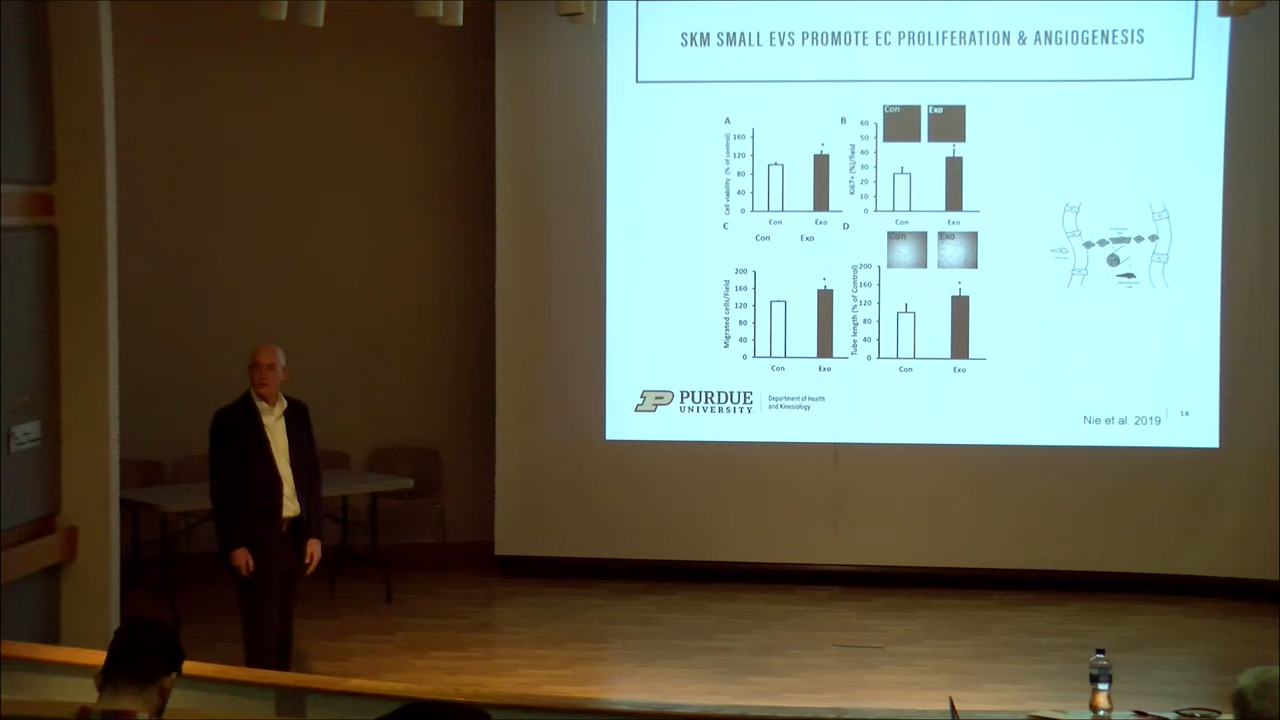 SKM SMALL EVS PROMOTE EC PROLIFERATION & ANGIOGENESIS
A
Cell viability (% of control)
160
120
80
40
0
Con
Exo
*
B
Ki67+ (%)/field
60
50
40
30
20
10
0
Con
Exo
*
Con
Exo
C
Con
Exo
Migrated cells/Field
200
160
120
80
40
0
*
Con
Exo
D
Con
Exo
Tube length (% of Control)
200
160
120
80
40
0
*
Con
Exo
P
PURDUE
UNIVERSITY
Department of Health
and Kinesiology
Nie et al. 2019
14